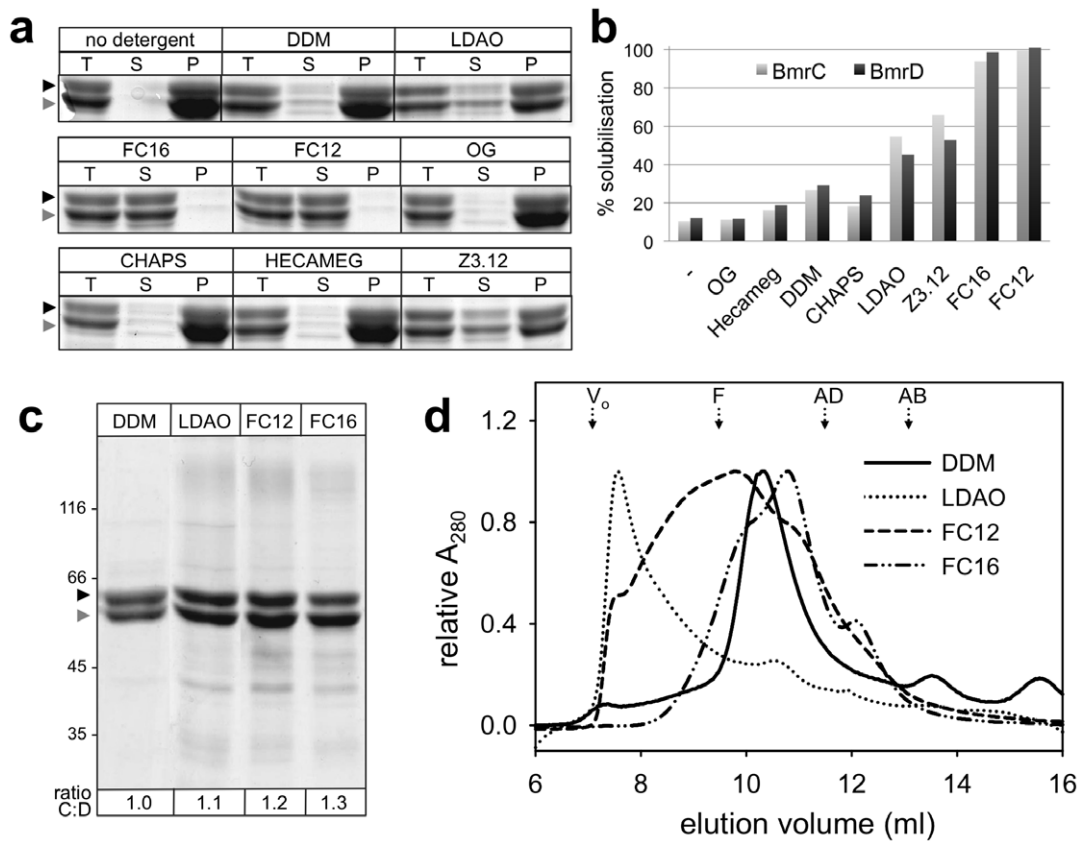 a
no detergent DDM LDAO
T S P T S P T S P
FC16 FC12 OG
T S P T S P T S P
CHAPS HECAMEG Z3.12
T S P T S P T S P
b
100
80
60
40
20
0
% solubilisation
BmrC BmrD
- OG Hecameg DDM CHAPS LDAO Z3.12 FC16 FC12
c
DDM LDAO FC12 FC16
116
66
45
35
ratio
C:D
1.0 1.1 1.2 1.3
d
Vo F AD AB
1.2
0.8
0.4
0.0
relative A280
DDM
LDAO
FC12
FC16
6 8 10 12 14 16
elution volume (ml)